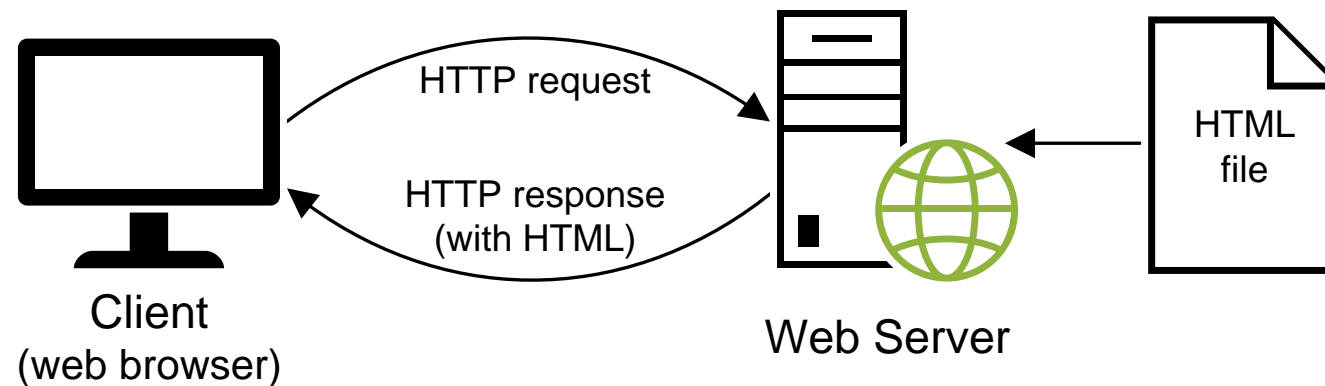 HTTP request
HTTP response
(with HTML)
Client
(web browser)
Web Server
HTML
file